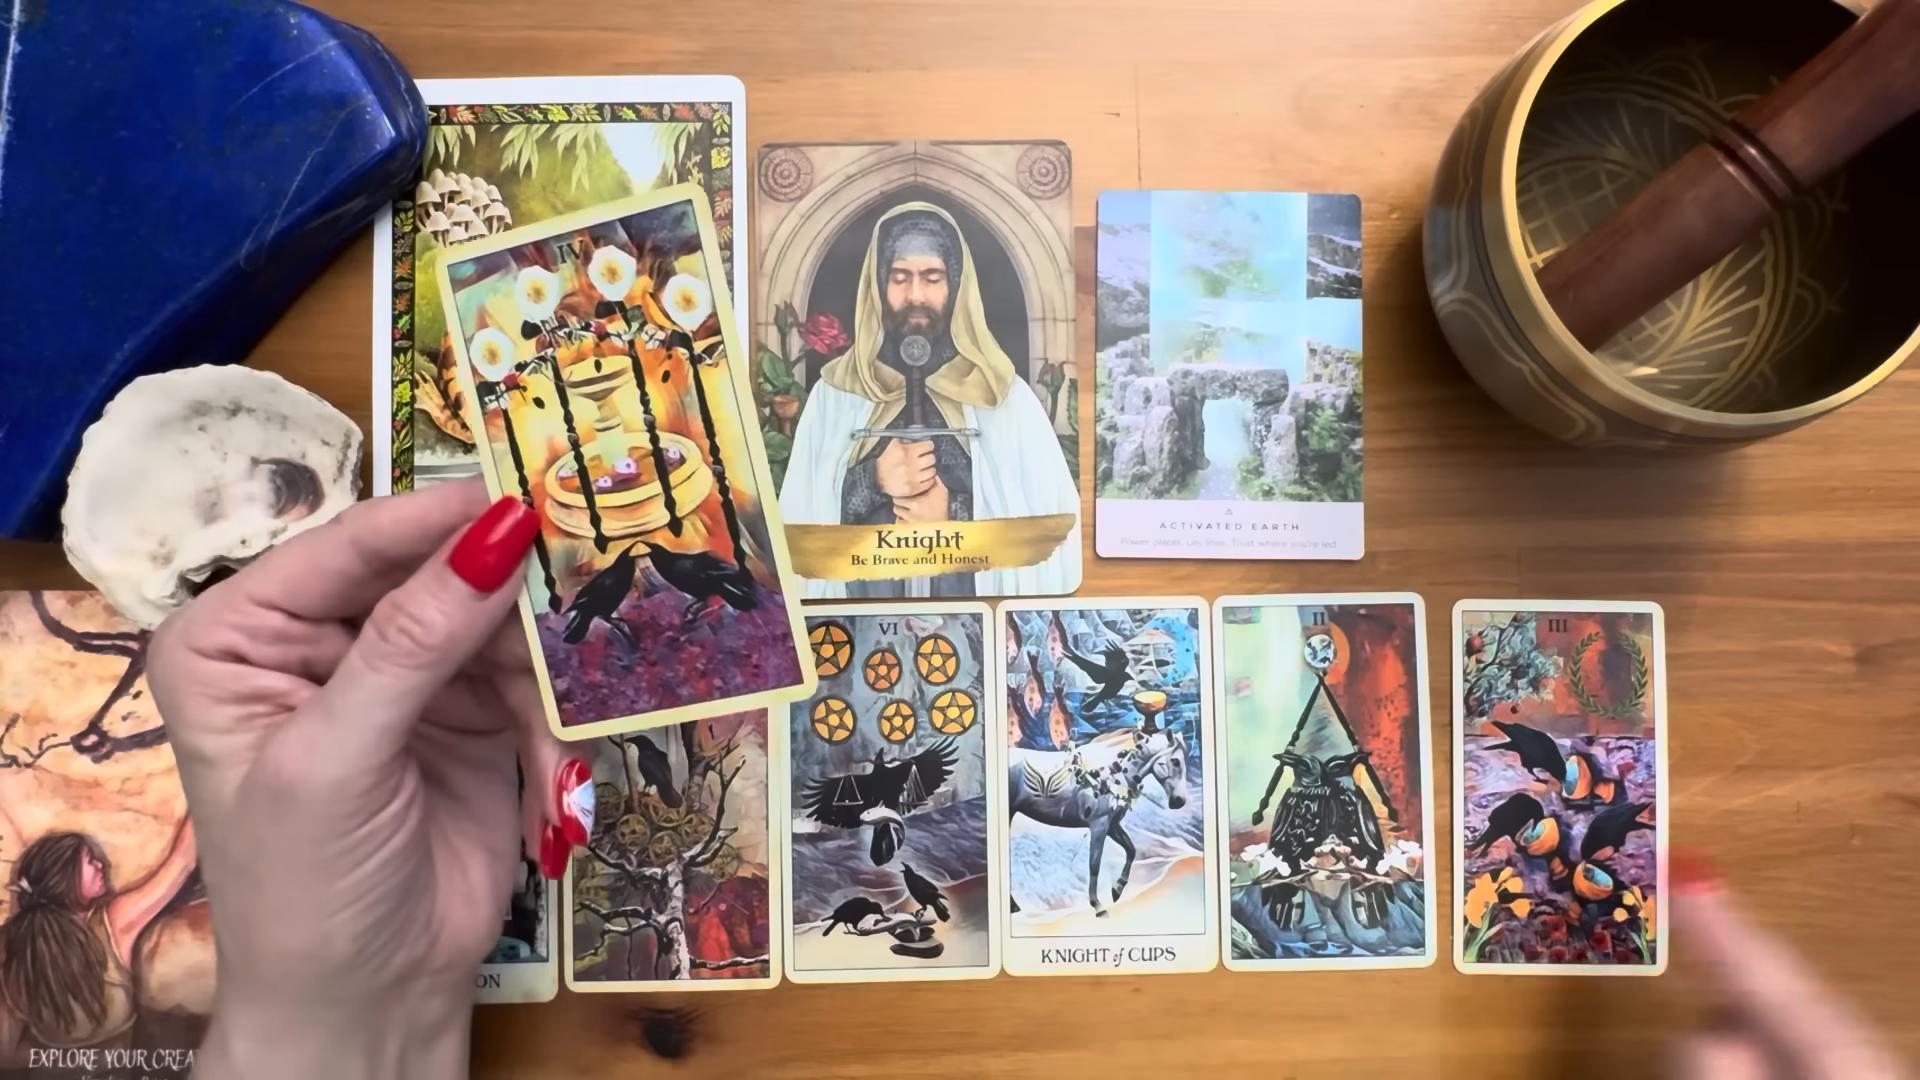 IV
Knight
Be Brave and Honest
ACTIVATED EARTH
Power places. Ley lines. Trust where you're led
VI
II
III
KNIGHT of CUPS
ON
EXPLORE YOUR CREA